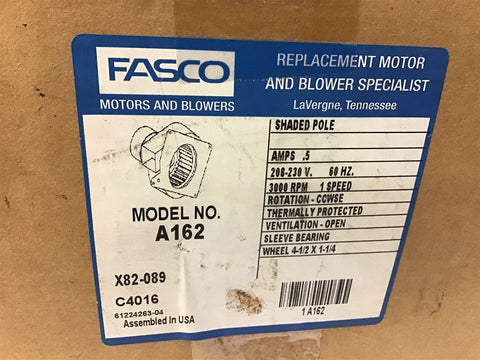 FASCO
MOTORS AND BLOWERS
REPLACEMENT MOTOR
AND BLOWER SPECIALIST
LaVergne, Tennessee
MODEL NO.
A162
X82-089
C4016
61224263-04
Assembled In USA
SHADED POLE
AMPS .5
208-230 V. 60 HZ.
3000 RPM 1 SPEED
ROTATION - CCWSE
THERMALLY PROTECTED
VENTILATION - OPEN
SLEEVE BEARING
WHEEL 4-1/2 X 1-1/4
1 A162